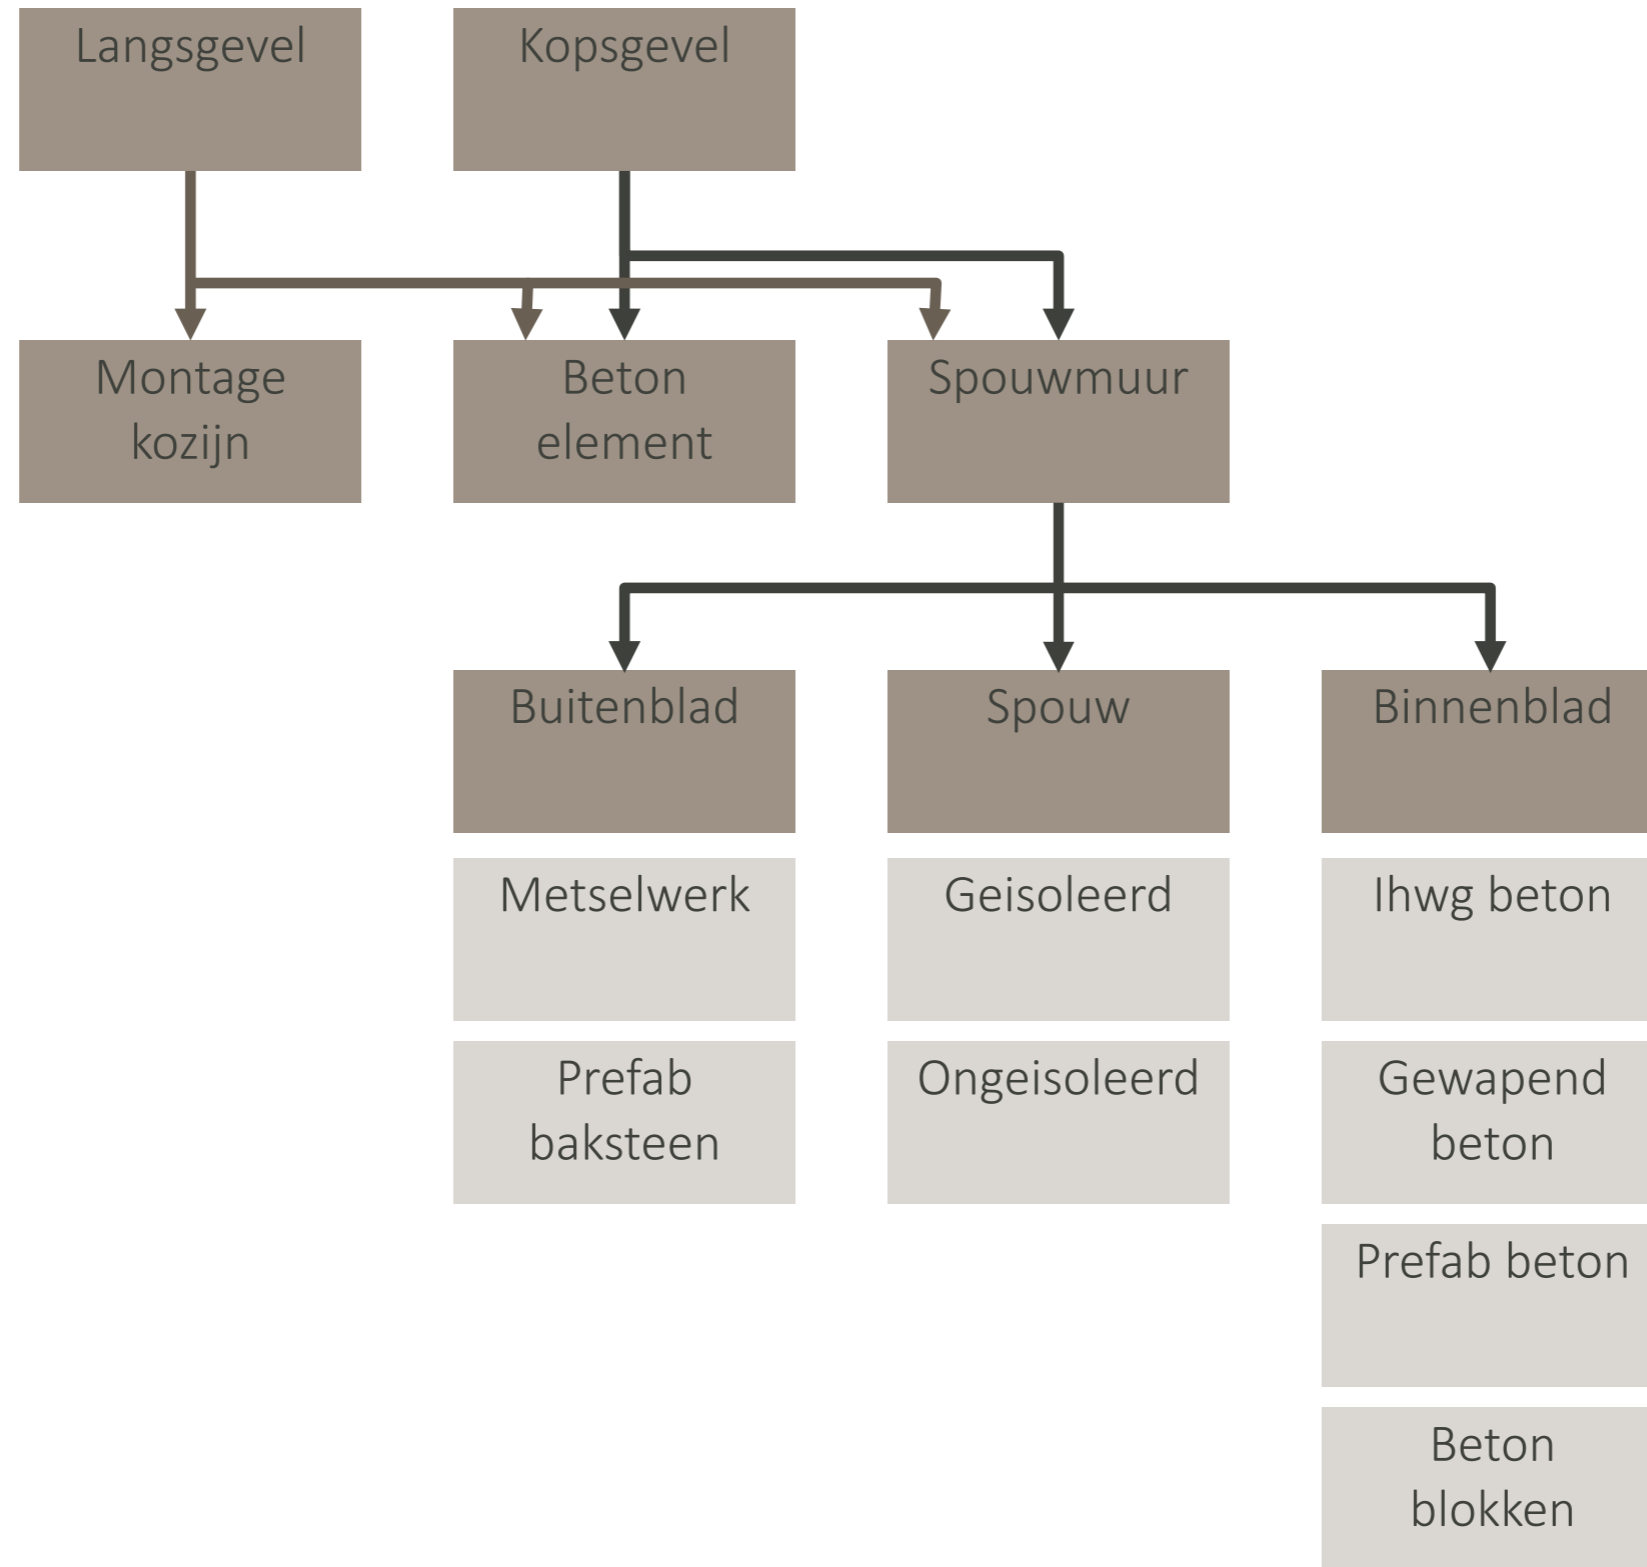 Langsgevel
Kopsgevel
Montage
kozijn
Beton
element
Spouwmuur
Buitenblad
Spouw
Binnenblad
Metselwerk
Geisoleerd
Ihwg beton
Prefab
baksteen
Ongeisoleerd
Gewapend
beton
Prefab beton
Beton
blokken